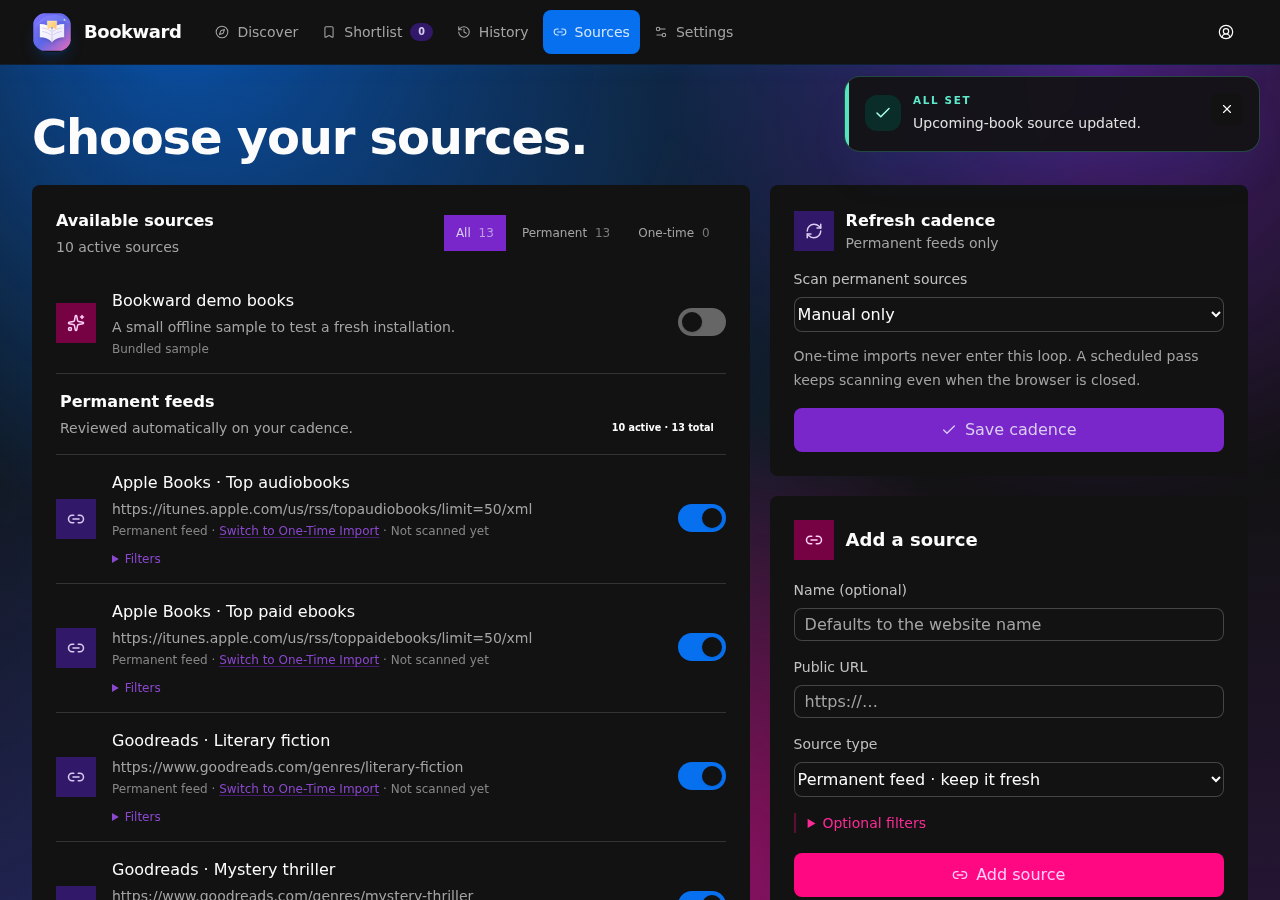 Bookward
Discover
Shortlist 0
History
Sources
Settings
ALL SET
Upcoming-book source updated.
Choose your sources.
Available sources
10 active sources
All 13
Permanent 13
One-time 0
Bookward demo books
A small offline sample to test a fresh installation.
Bundled sample
Permanent feeds
Reviewed automatically on your cadence.
10 active · 13 total
Apple Books · Top audiobooks
https://itunes.apple.com/us/rss/topaudiobooks/limit=50/xml
Permanent feed · Switch to One-Time Import · Not scanned yet
Filters
Apple Books · Top paid ebooks
https://itunes.apple.com/us/rss/toppaidebooks/limit=50/xml
Permanent feed · Switch to One-Time Import · Not scanned yet
Filters
Goodreads · Literary fiction
https://www.goodreads.com/genres/literary-fiction
Permanent feed · Switch to One-Time Import · Not scanned yet
Filters
Goodreads · Mystery thriller
https://www.goodreads.com/genres/mystery-thriller
Refresh cadence
Permanent feeds only
Scan permanent sources
Manual only
One-time imports never enter this loop. A scheduled pass
keeps scanning even when the browser is closed.
Save cadence
Add a source
Name (optional)
Defaults to the website name
Public URL
https://...
Source type
Permanent feed · keep it fresh
Optional filters
Add source